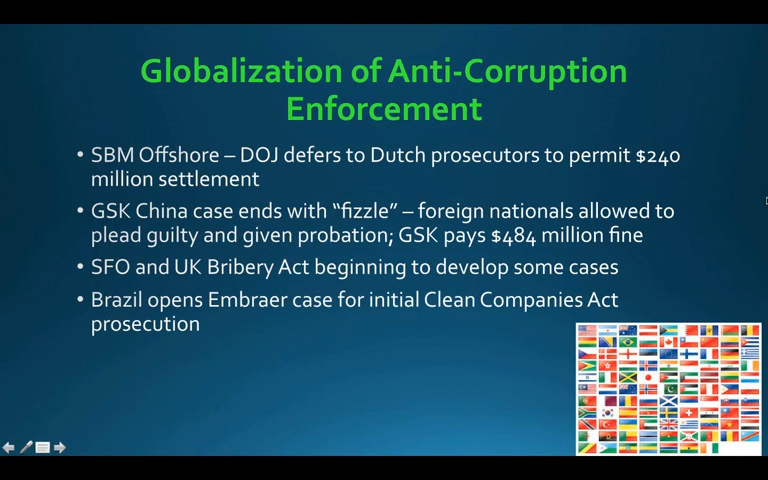 Globalization of Anti-Corruption
Enforcement
• SBM Offshore – DOJ defers to Dutch prosecutors to permit $240
million settlement
• GSK China case ends with “fizzle” – foreign nationals allowed to
plead guilty and given probation; GSK pays $484 million fine
• SFO and UK Bribery Act beginning to develop some cases
• Brazil opens Embraer case for initial Clean Companies Act
prosecution